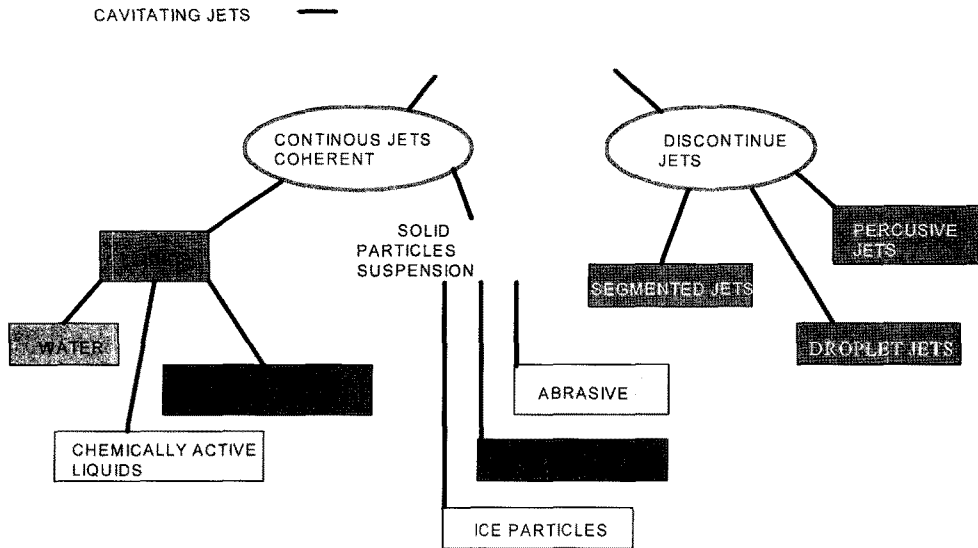 CAVITATING JETS
CONTINOUS JETS
COHERENT
DISCONTINUE
JETS
SOLID
PARTICLES
SUSPENSION
PERCUSIVE
JETS
SEGMENTED JETS
WATER
DROPLET JETS
ABRASIVE
CHEMICALLY ACTIVE
LIQUIDS
ICE PARTICLES